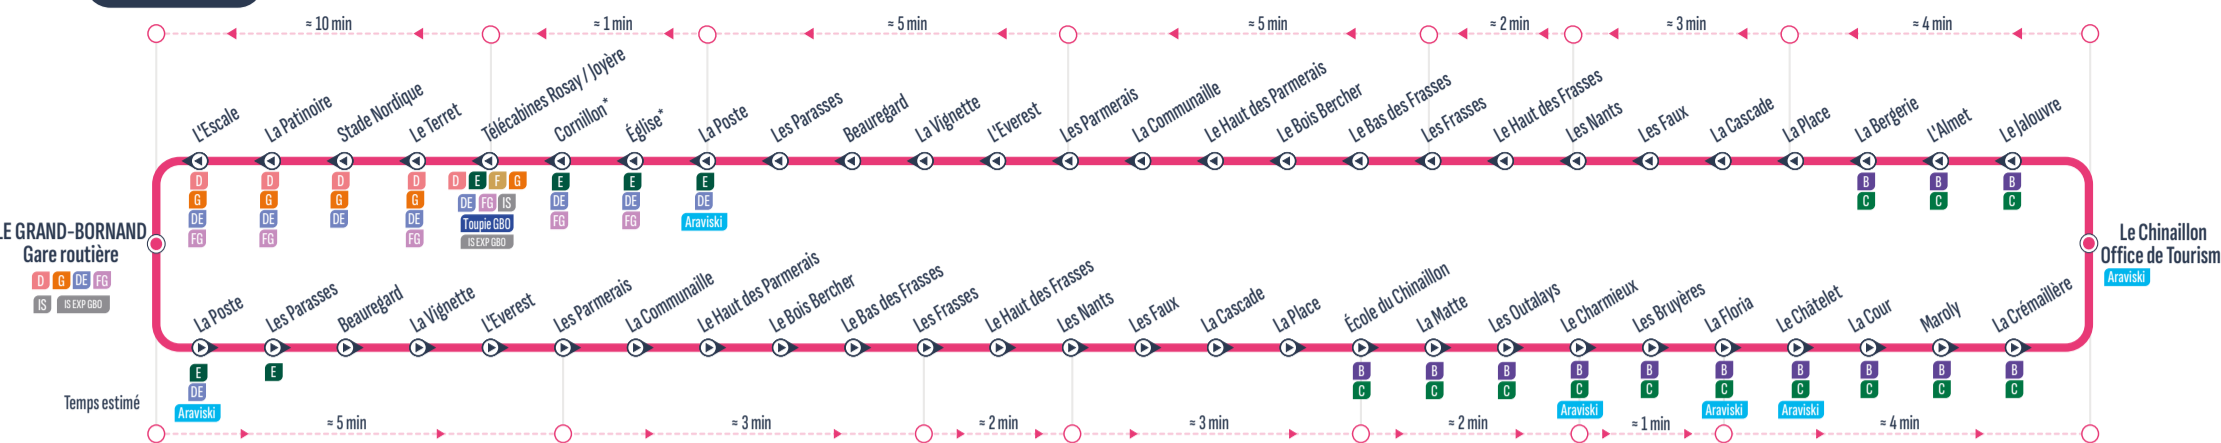 ≈ 10 min
≈ 1 min
≈ 5 min
≈ 5 min
≈ 2 min
≈ 3 min
≈ 4 min
L'Escale
La Patinoire
Stade Nordique
Le Terret
Télécabines Rosay / Joyère
Cornillon*
Église*
La Poste
Les Parasses
Beauregard
La Vignette
L'Everest
Les Parmerais
La Communaille
Le Haut des Parmerais
Le Bois Bercher
Le Bas des Frasses
Les Frasses
Le Haut des Frasses
Les Nants
Les Faux
La Cascade
La Place
La Bergerie
L'Almet
Le Jalouvre
D G DE FG
D G DE FG
D G DE
D G DE FG
D E F G
DE FG IS
Toupie GBO
IS EXP GBO
E DE FG
E DE FG
E DE
Araviski
B C
B C
B C
LE GRAND-BORNAND
Gare routière
D G DE FG
IS IS EXP GBO
Le Chinaillon
Office de Tourism
Araviski
La Poste
Les Parasses
Beauregard
La Vignette
L'Everest
Les Parmerais
La Communaille
Le Haut des Parmerais
Le Bois Bercher
Le Bas des Frasses
Les Frasses
Le Haut des Frasses
Les Nants
Les Faux
La Cascade
La Place
École du Chinaillon
La Matte
Les Outalays
Le Charmieux
Les Bruyères
La Floria
Le Châtelet
La Cour
Maroly
La Crémaillère
E DE
Araviski
E
B C
B C
B C
B C
Araviski
B C
B C
Araviski
B C
Araviski
B C
B C
B C
Temps estimé
≈ 5 min
≈ 3 min
≈ 2 min
≈ 3 min
≈ 2 min
≈ 1 min
≈ 4 min